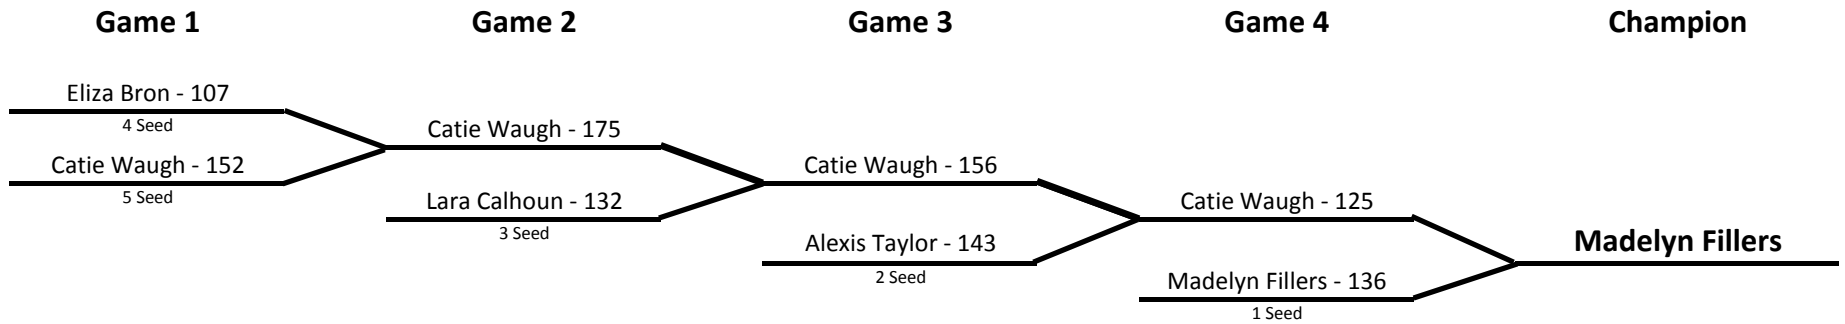 Game 1
Game 2
Game 3
Game 4
Champion
Eliza Bron - 107
4 Seed
Catie Waugh - 152
5 Seed
Catie Waugh - 175
Lara Calhoun - 132
3 Seed
Catie Waugh - 156
Alexis Taylor - 143
2 Seed
Catie Waugh - 125
Madelyn Fillers - 136
1 Seed
Madelyn Fillers